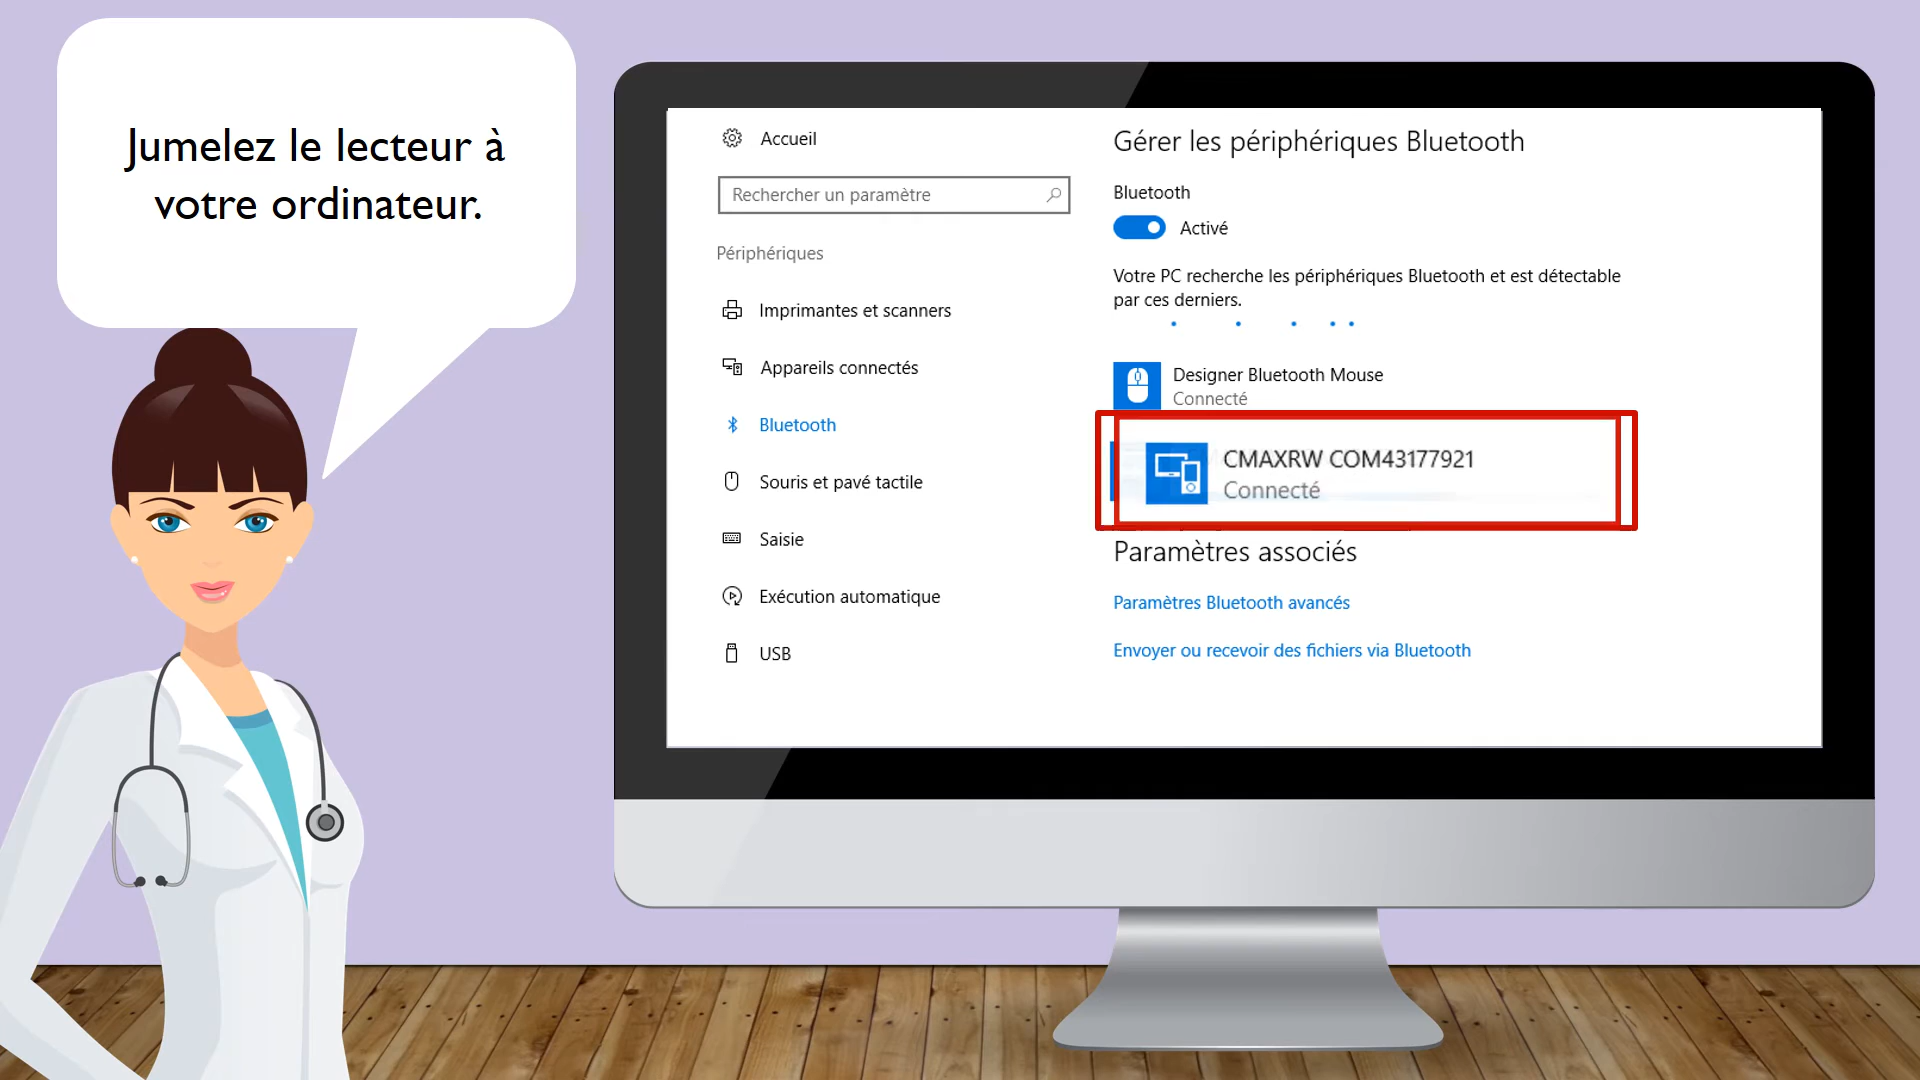 Jumelez le lecteur à
votre ordinateur.
Accueil
Rechercher un paramètre
Périphériques
Imprimantes et scanners
Appareils connectés
Bluetooth
Souris et pavé tactile
Saisie
Exécution automatique
USB
Gérer les périphériques Bluetooth
Bluetooth
Activé
Votre PC recherche les périphériques Bluetooth et est détectable
par ces derniers.
Designer Bluetooth Mouse
Connecté
CMAXRW COM43177921
Connecté
Paramètres associés
Paramètres Bluetooth avancés
Envoyer ou recevoir des fichiers via Bluetooth